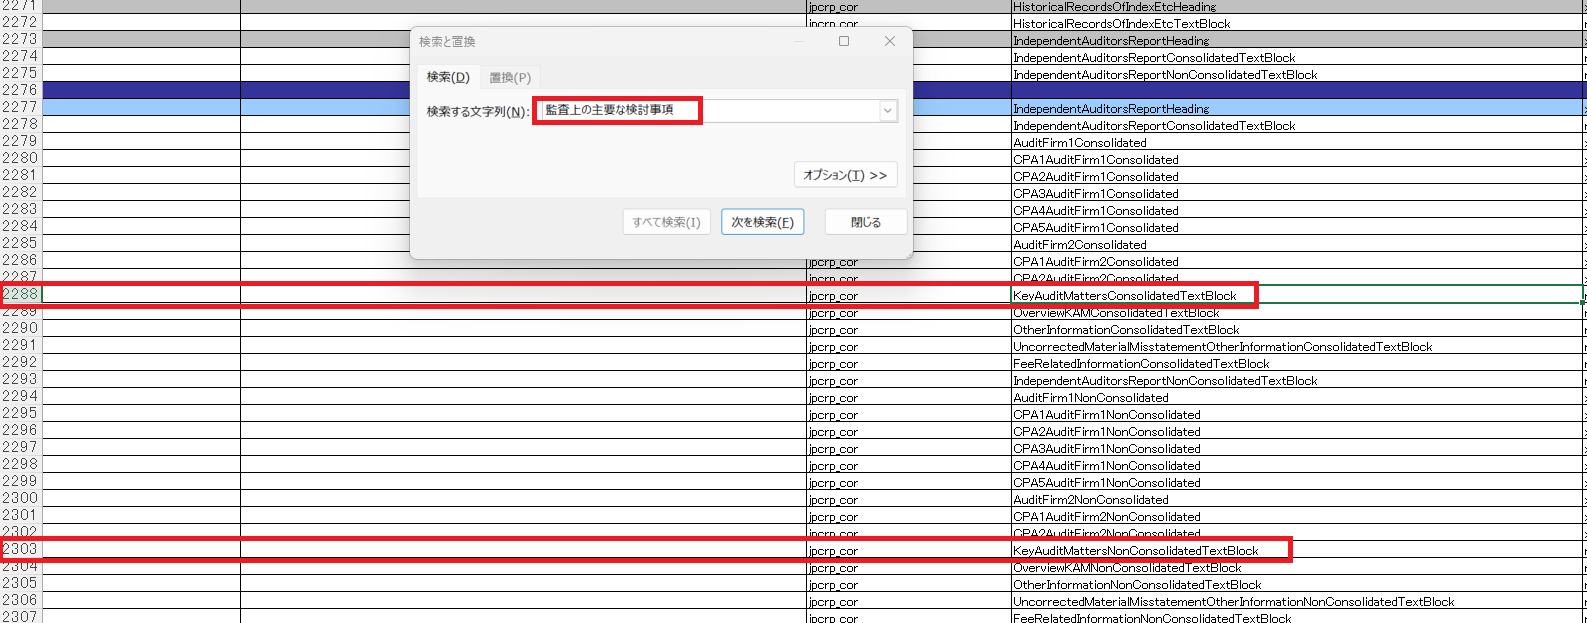 2271 jpcrp_cor HistoricalRecordsOfIndexEtcHeading
2272 jpcrp_cor HistoricalRecordsOfIndexEtcTextBlock
2273 IndependentAuditorsReportHeading
2274 IndependentAuditorsReportConsolidatedTextBlock
2275 IndependentAuditorsReportNonConsolidatedTextBlock
2276
2277 IndependentAuditorsReportHeading
2278 IndependentAuditorsReportConsolidatedTextBlock
2279 AuditFirm1Consolidated
2280 CPA1AuditFirm1Consolidated
2281 CPA2AuditFirm1Consolidated
2282 CPA3AuditFirm1Consolidated
2283 CPA4AuditFirm1Consolidated
2284 CPA5AuditFirm1Consolidated
2285 AuditFirm2Consolidated
2286 jpcrp_cor CPA1AuditFirm2Consolidated
2287 jpcrp_cor CPA2AuditFirm2Consolidated
2288 jpcrp_cor KeyAuditMattersConsolidatedTextBlock
2289 jpcrp_cor OverviewKAMConsolidatedTextBlock
2290 jpcrp_cor OtherInformationConsolidatedTextBlock
2291 jpcrp_cor UncorrectedMaterialMisstatementOtherInformationConsolidatedTextBlock
2292 jpcrp_cor FeeRelatedInformationConsolidatedTextBlock
2293 jpcrp_cor IndependentAuditorsReportNonConsolidatedTextBlock
2294 jpcrp_cor AuditFirm1NonConsolidated
2295 jpcrp_cor CPA1AuditFirm1NonConsolidated
2296 jpcrp_cor CPA2AuditFirm1NonConsolidated
2297 jpcrp_cor CPA3AuditFirm1NonConsolidated
2298 jpcrp_cor CPA4AuditFirm1NonConsolidated
2299 jpcrp_cor CPA5AuditFirm1NonConsolidated
2300 jpcrp_cor AuditFirm2NonConsolidated
2301 jpcrp_cor CPA1AuditFirm2NonConsolidated
2302 jpcrp_cor CPA2AuditFirm2NonConsolidated
2303 jpcrp_cor KeyAuditMattersNonConsolidatedTextBlock
2304 jpcrp_cor OverviewKAMNonConsolidatedTextBlock
2305 jpcrp_cor OtherInformationNonConsolidatedTextBlock
2306 jpcrp_cor UncorrectedMaterialMisstatementOtherInformationNonConsolidatedTextBlock
2307 jpcrp_cor FeeRelatedInformationNonConsolidatedTextBlock
検索と置換
検索(D) 置換(P)
検索する文字列(N): 監査上の主要な検討事項
オプション(T) >>
すべて検索(I) 次を検索(F) 閉じる